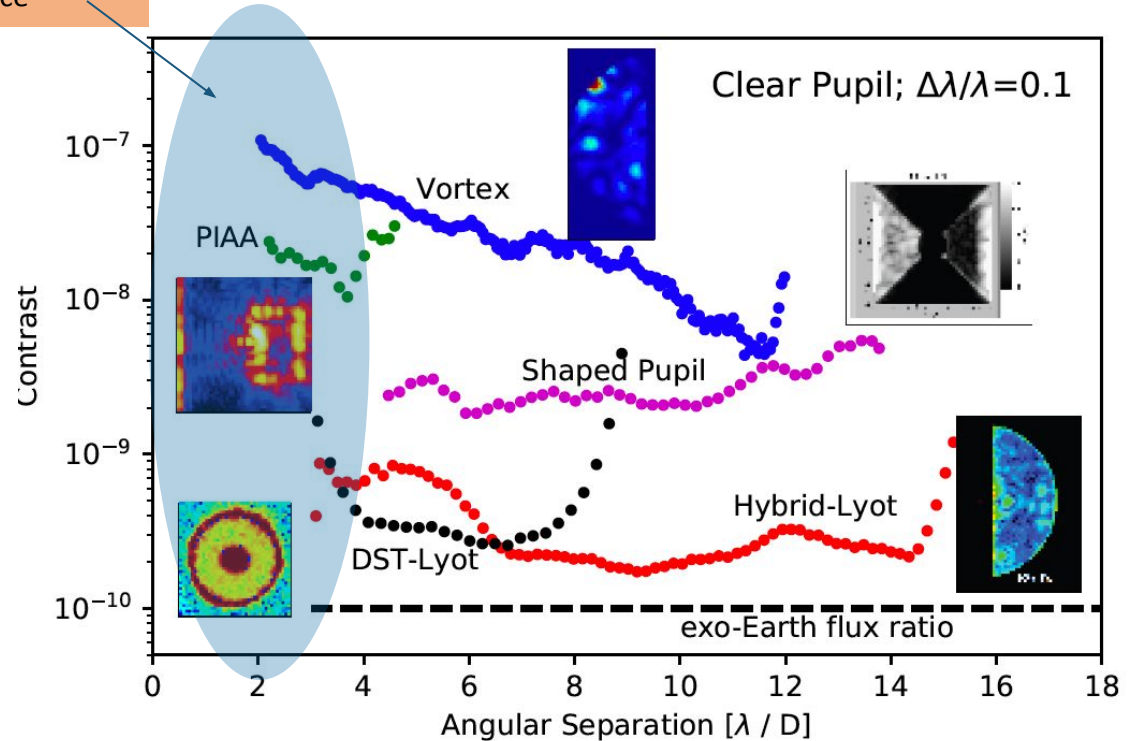 Clear Pupil; Δλ/λ=0.1
10⁻⁷
Vortex
PIAA
10⁻⁸
Contrast
Shaped Pupil
10⁻⁹
Hybrid-Lyot
DST-Lyot
10⁻¹⁰
exo-Earth flux ratio
0 2 4 6 8 10 12 14 16 18
Angular Separation [λ / D]